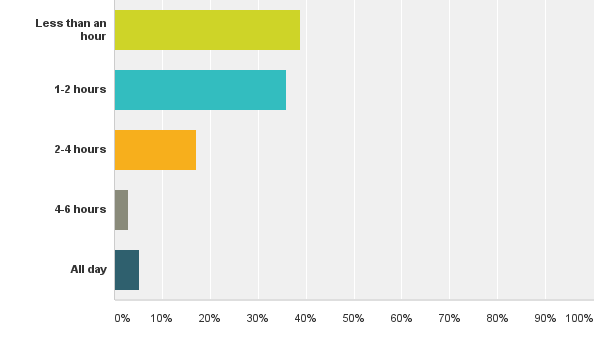 Less than an
hour
1-2 hours
2-4 hours
4-6 hours
All day
0% 10% 20% 30% 40% 50% 60% 70% 80% 90% 100%